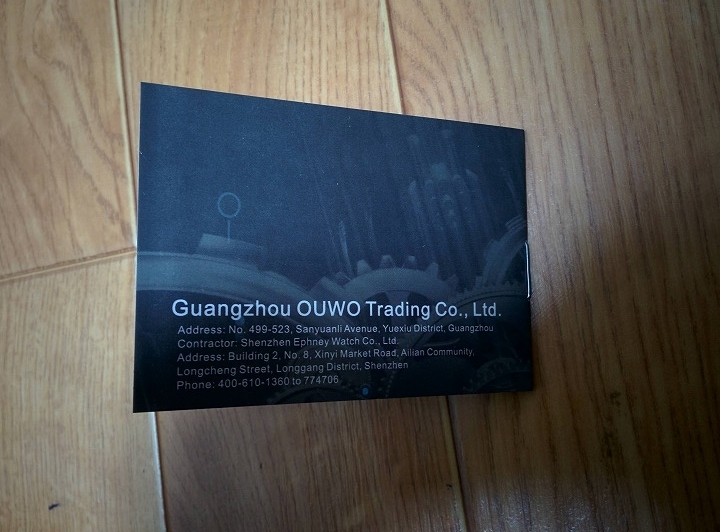 Guangzhou OUWO Trading Co., Ltd.
Address: No. 499-523, Sanyuanli Avenue, Yuexiu District, Guangzhou
Contractor: Shenzhen Ephney Watch Co., Ltd.
Address: Building 2, No. 8, Xinyi Market Road, Ailian Community,
Longcheng Street, Longgang District, Shenzhen
Phone: 400-610-1360 to 774706